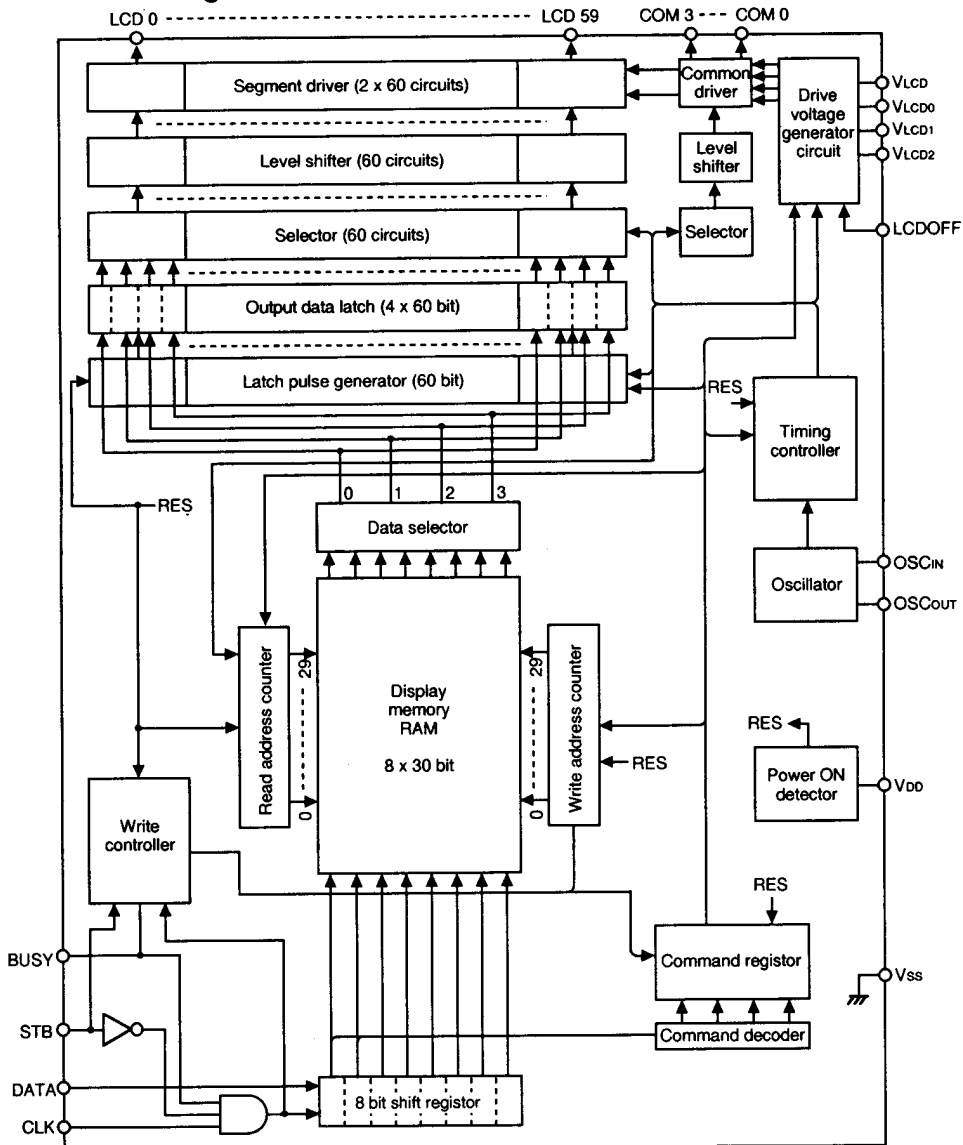 LCD 0
LCD 59
COM 3
COM 0
Segment driver (2 x 60 circuits)
Common
driver
Drive
voltage
generator
circuit
VLCD
VLCD0
VLCD1
VLCD2
Level shifter (60 circuits)
Level
shifter
Selector (60 circuits)
Selector
LCDOFF
Output data latch (4 x 60 bit)
Latch pulse generator (60 bit)
RES
Timing
controller
0
1
2
3
RES
Data selector
Oscillator
OSCIN
OSCOUT
Read address counter
29
0
Display
memory
RAM
8 x 30 bit
29
0
Write address counter
RES
RES
Power ON
detector
VDD
Write
controller
RES
BUSY
Command registor
VSS
STB
Command decoder
DATA
8 bit shift registor
CLK